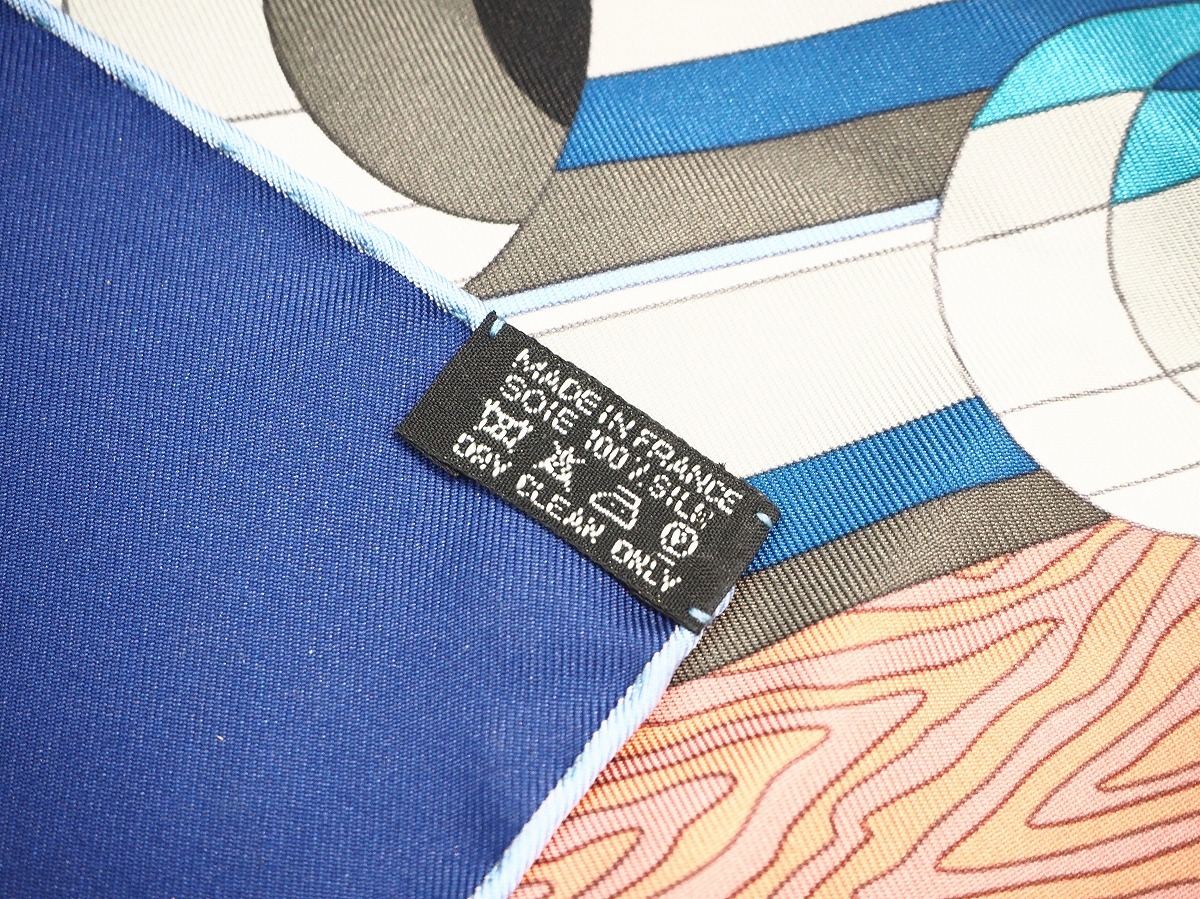 MADE IN FRANCE
SOIE 100% SILK
P
DRY CLEAN ONLY